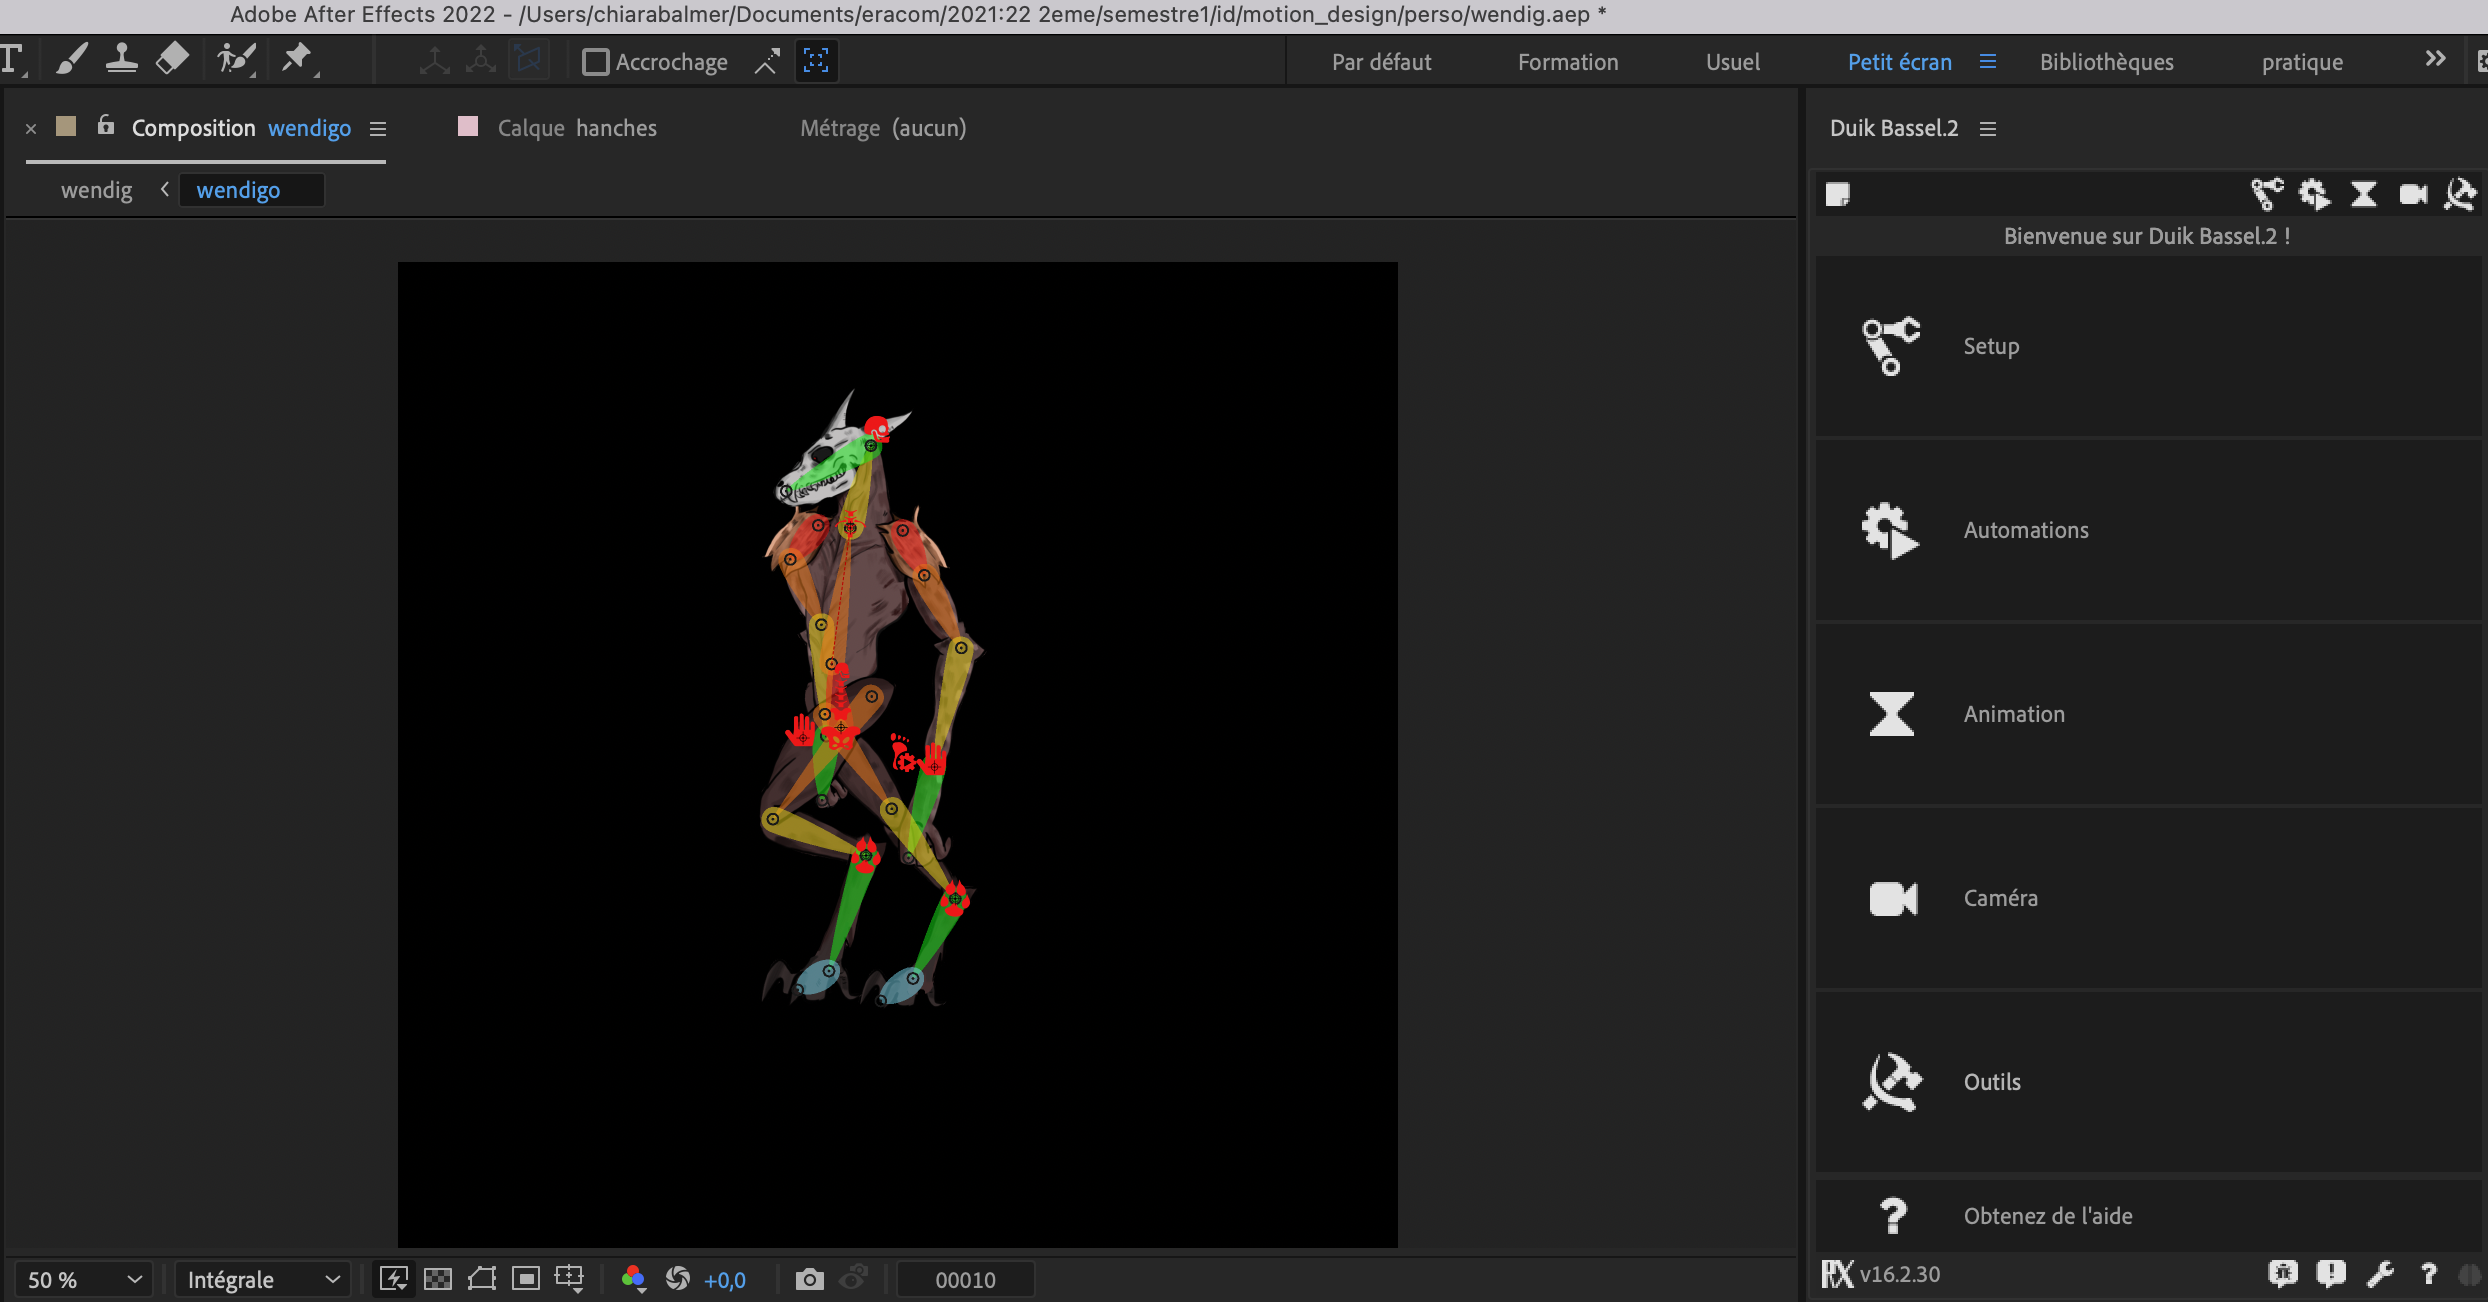 Adobe After Effects 2022 - /Users/chiarabalmer/Documents/eracom/2021:22 2eme/semestre1/id/motion_design/perso/wendig.aep *
Accrochage
Par défaut
Formation
Usuel
Petit écran
Bibliothèques
pratique
Composition wendigo
Calque hanches
Métrage (aucun)
Duik Bassel.2
wendig
wendigo
Bienvenue sur Duik Bassel.2 !
Setup
Automations
Animation
Caméra
Outils
Obtenez de l'aide
50 %
Intégrale
+0,0
00010
v16.2.30